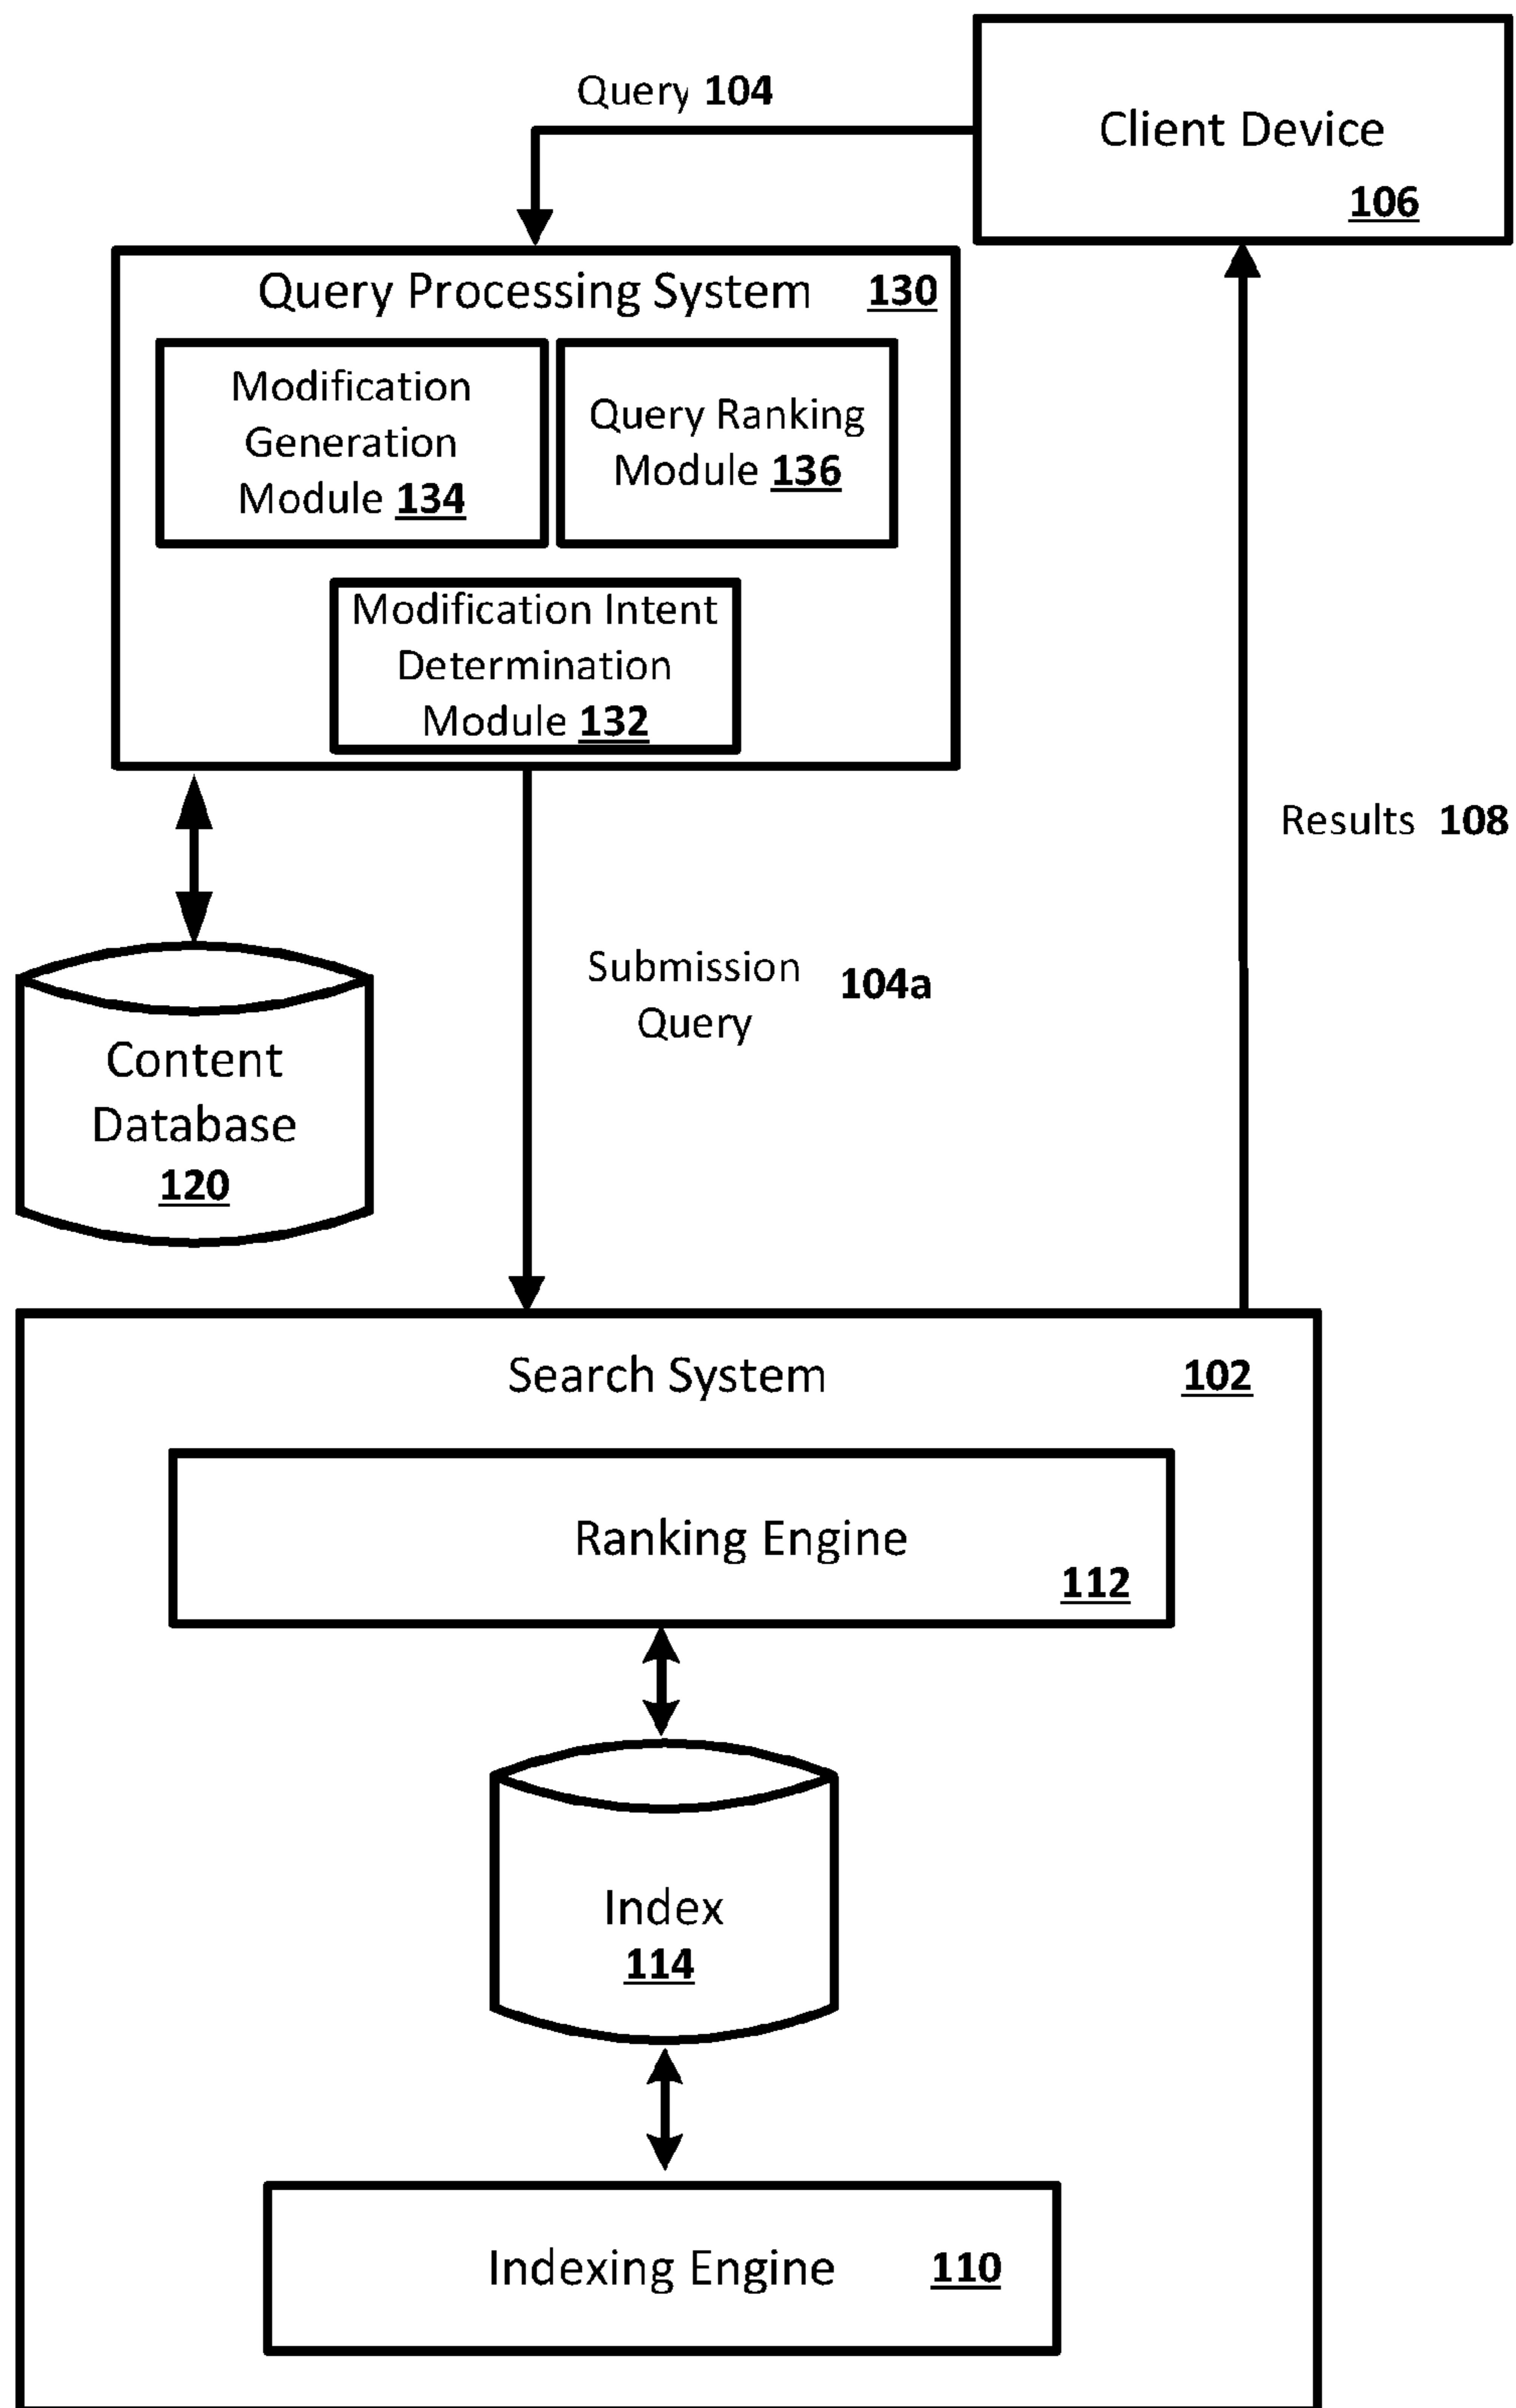 Query 104
Client Device
106
Query Processing System 130
Modification
Generation
Module 134
Query Ranking
Module 136
Modification Intent
Determination
Module 132
Results 108
Submission
Query
104a
Content
Database
120
Search System 102
Ranking Engine
112
Index
114
Indexing Engine 110